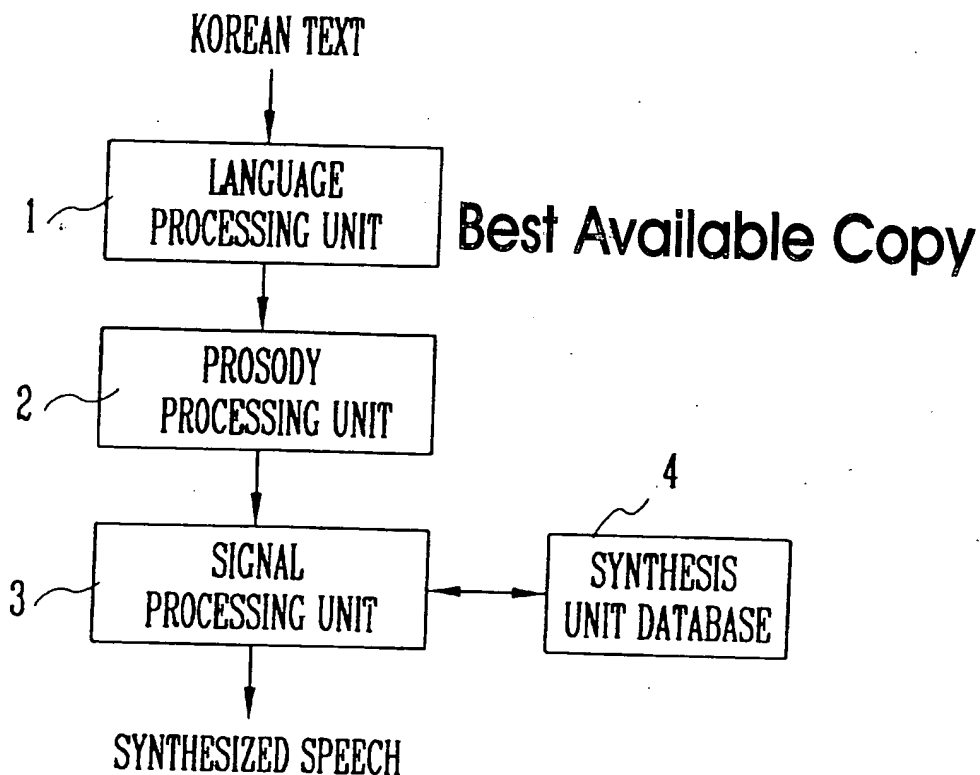 KOREAN TEXT
1
LANGUAGE
PROCESSING UNIT
Best Available Copy
2
PROSODY
PROCESSING UNIT
3
SIGNAL
PROCESSING UNIT
4
SYNTHESIS
UNIT DATABASE
SYNTHESIZED SPEECH